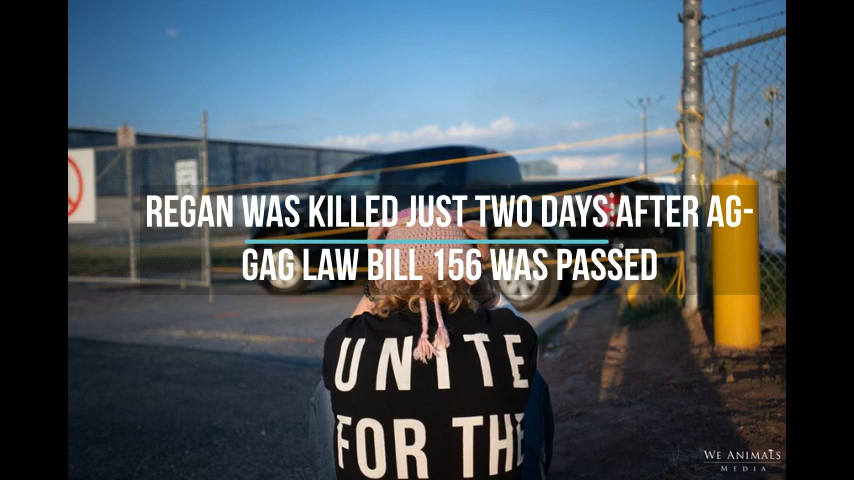 REGAN WAS KILLED JUST TWO DAYS AFTER AG-
GAG LAW BILL 156 WAS PASSED
UNITE
FOR THE
WE ANIMALS
MEDIA